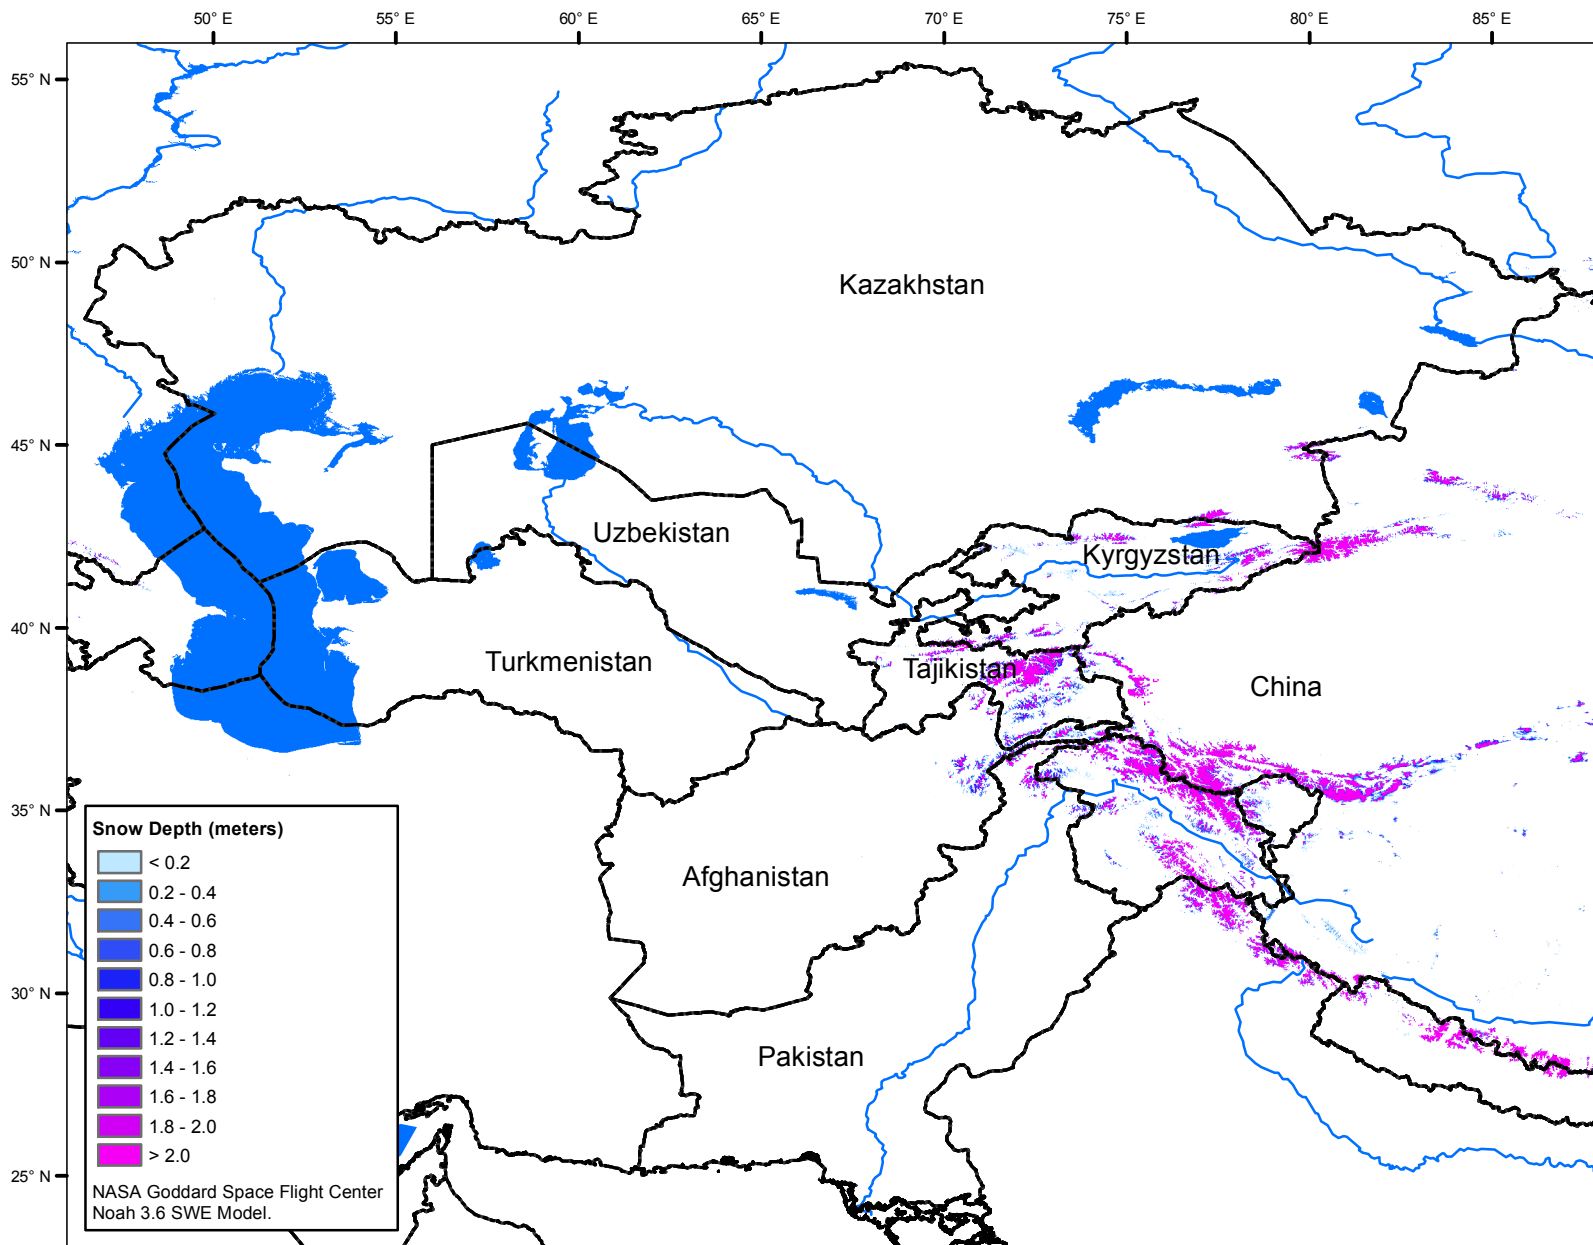 50° E 55° E 60° E 65° E 70° E 75° E 80° E 85° E
55° N
50° N
Kazakhstan
45° N
Uzbekistan
Kyrgyzstan
40° N
Turkmenistan
Tajikistan
China
35° N
Afghanistan
30° N
Pakistan
25° N
Snow Depth (meters)
< 0.2
0.2 - 0.4
0.4 - 0.6
0.6 - 0.8
0.8 - 1.0
1.0 - 1.2
1.2 - 1.4
1.4 - 1.6
1.6 - 1.8
1.8 - 2.0
> 2.0
NASA Goddard Space Flight Center
Noah 3.6 SWE Model.